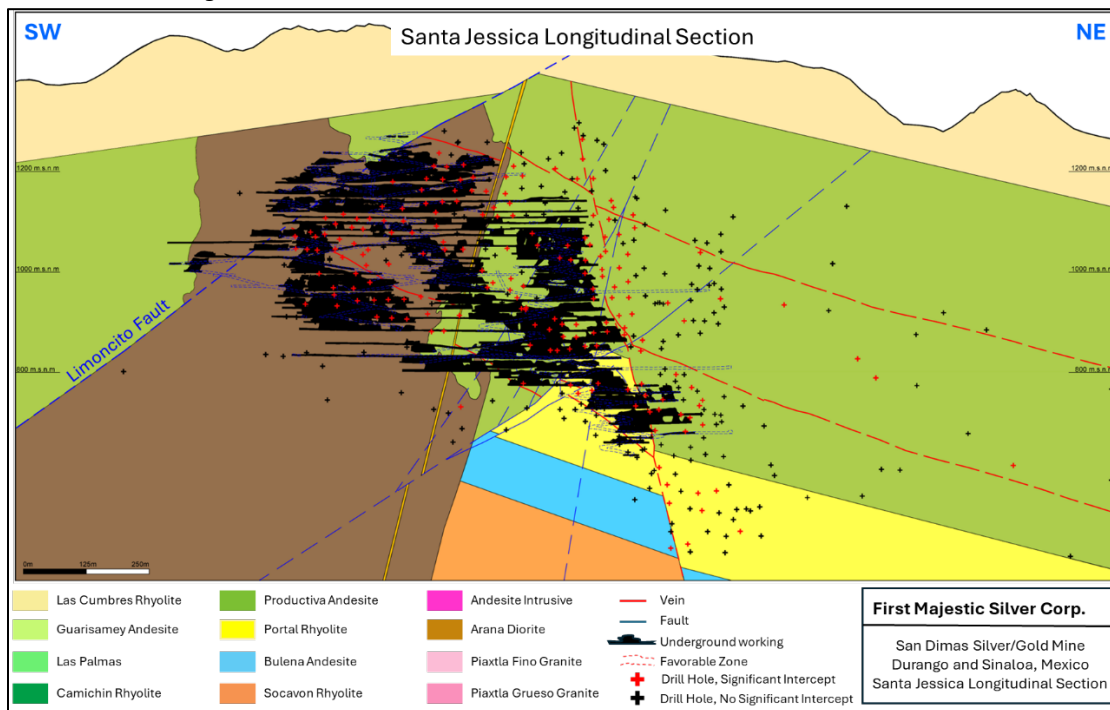 SW
Santa Jessica Longitudinal Section
NE
1200 m.s.n.m.
1200 m.s.n.m.
1000 m.s.n.m.
1000 m.s.n.m.
Limoncito Fault
800 m.s.n.m.
800 m.s.n.m.
0m 125m 250m
Las Cumbres Rhyolite
Guarisamey Andesite
Las Palmas
Camichin Rhyolite
Productiva Andesite
Portal Rhyolite
Bulena Andesite
Socavon Rhyolite
Andesite Intrusive
Arana Diorite
Piaxtla Fino Granite
Piaxtla Grueso Granite
Vein
Fault
Underground working
Favorable Zone
Drill Hole, Significant Intercept
Drill Hole, No Significant Intercept
First Majestic Silver Corp.
San Dimas Silver/Gold Mine
Durango and Sinaloa, Mexico
Santa Jessica Longitudinal Section